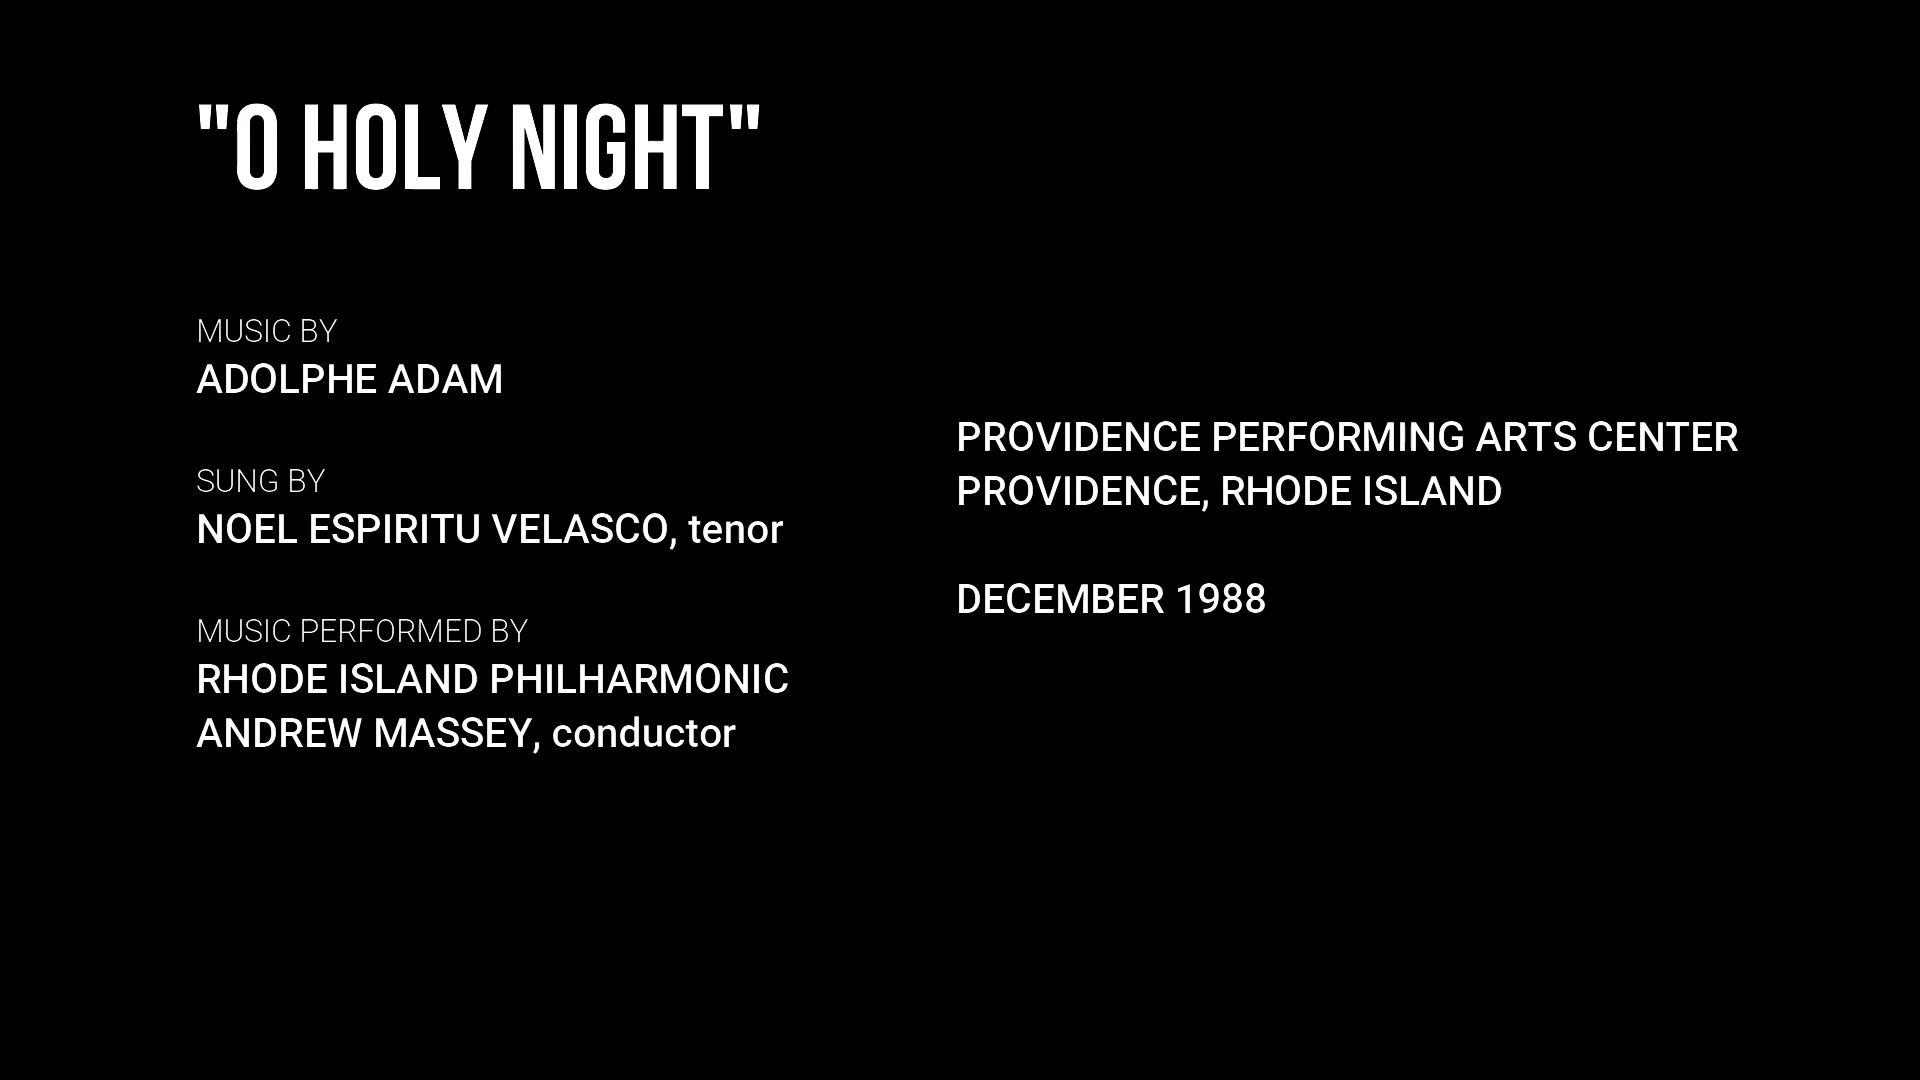 "O HOLY NIGHT"
MUSIC BY
ADOLPHE ADAM
SUNG BY
NOEL ESPIRITU VELASCO, tenor
MUSIC PERFORMED BY
RHODE ISLAND PHILHARMONIC
ANDREW MASSEY, conductor
PROVIDENCE PERFORMING ARTS CENTER
PROVIDENCE, RHODE ISLAND
DECEMBER 1988